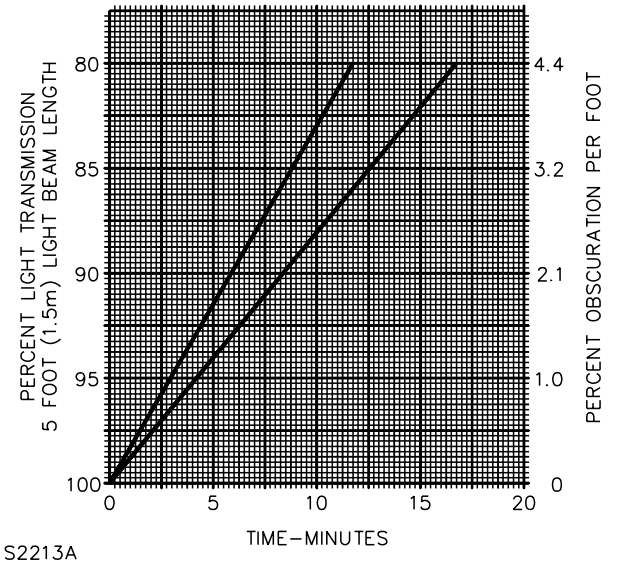 PERCENT LIGHT TRANSMISSION
5 FOOT (1.5m) LIGHT BEAM LENGTH
80
85
90
95
100
4.4
3.2
2.1
1.0
0
PERCENT OBSCURATION PER FOOT
0 5 10 15 20
TIME-MINUTES
S2213A